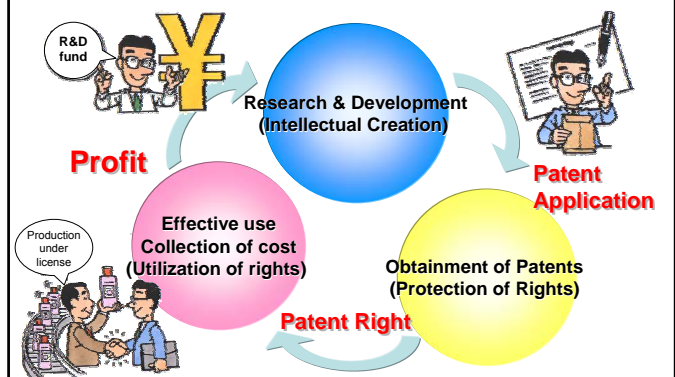 R&D
fund
¥
Research & Development
(Intellectual Creation)
Profit
Patent
Application
Effective use
Collection of cost
(Utilization of rights)
Production
under
license
Obtainment of Patents
(Protection of Rights)
Patent Right